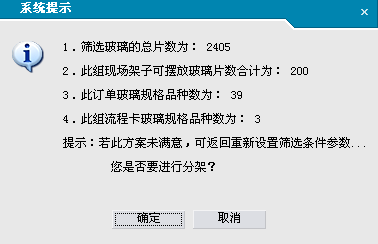 系统提示
1．筛选玻璃的总片数为： 2405
2．此组现场架子可摆放玻璃片数合计为： 200
3．此订单玻璃规格品种数为： 39
4．此组流程卡玻璃规格品种数为： 3
提示：若此方案未满意，可返回重新设置筛选条件参数...
您是否要进行分架？
确定 取消